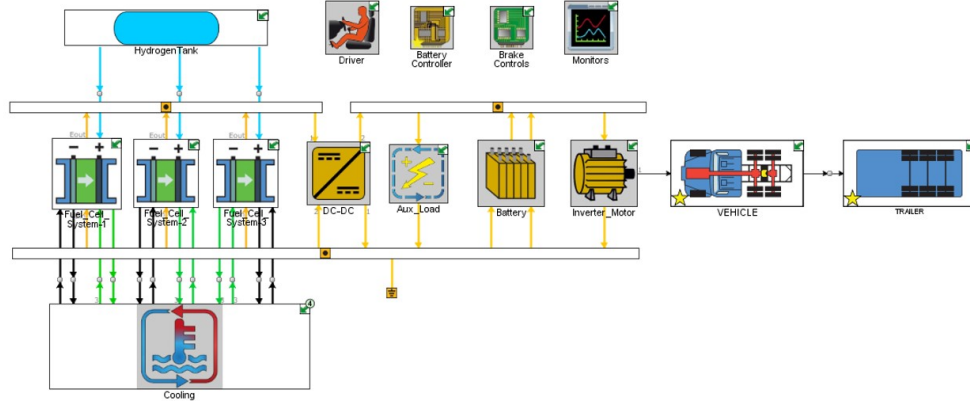 HydrogenTank
Driver
Battery
Controller
Brake
Controls
Monitors
Eout
Eout
Eout
Fuel_Cell_
System-1
Fuel_Cell_
System-2
Fuel_Cell_
System-3
DC-DC
Aux_Load
Battery
Inverter_Motor
VEHICLE
TRAILER
4
Cooling